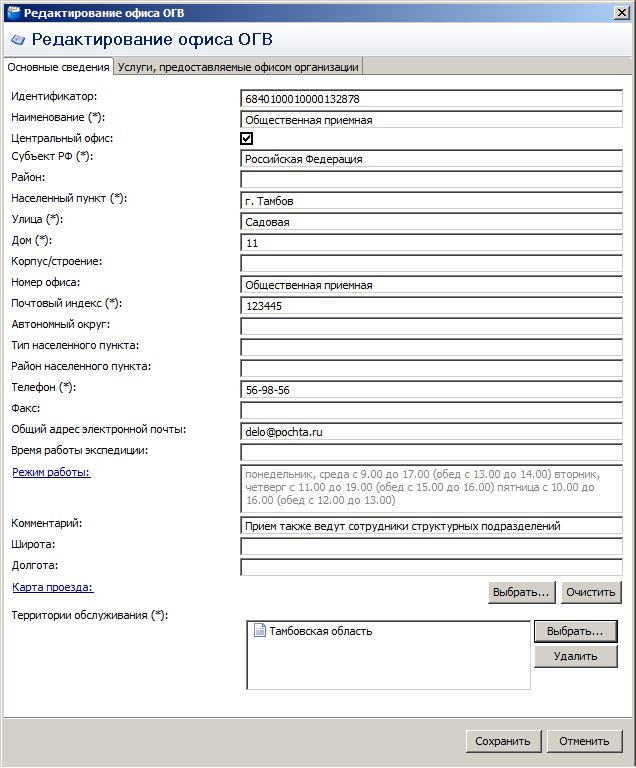 Редактирование офиса ОГВ
Редактирование офиса ОГВ
Основные сведения Услуги, предоставляемые офисом организации
Идентификатор: 6840100010000132878
Наименование (*): Общественная приемная
Центральный офис:
Субъект РФ (*): Российская Федерация
Район:
Населенный пункт (*): г. Тамбов
Улица (*): Садовая
Дом (*): 11
Корпус/строение:
Номер офиса: Общественная приемная
Почтовый индекс (*): 123445
Автономный округ:
Тип населенного пункта:
Район населенного пункта:
Телефон (*): 56-98-56
Факс:
Общий адрес электронной почты: delo@pochta.ru
Время работы экспедиции:
Режим работы: понедельник, среда с 9.00 до 17.00 (обед с 13.00 до 14.00) вторник,
четверг с 11.00 до 19.00 (обед с 15.00 до 16.00) пятница с 10.00 до
16.00 (обед с 12.00 до 13.00)
Комментарий: Прием также ведут сотрудники структурных подразделений
Широта:
Долгота:
Карта проезда: Выбрать... Очистить
Территории обслуживания (*):
Тамбовская область Выбрать...
Удалить
Сохранить Отменить